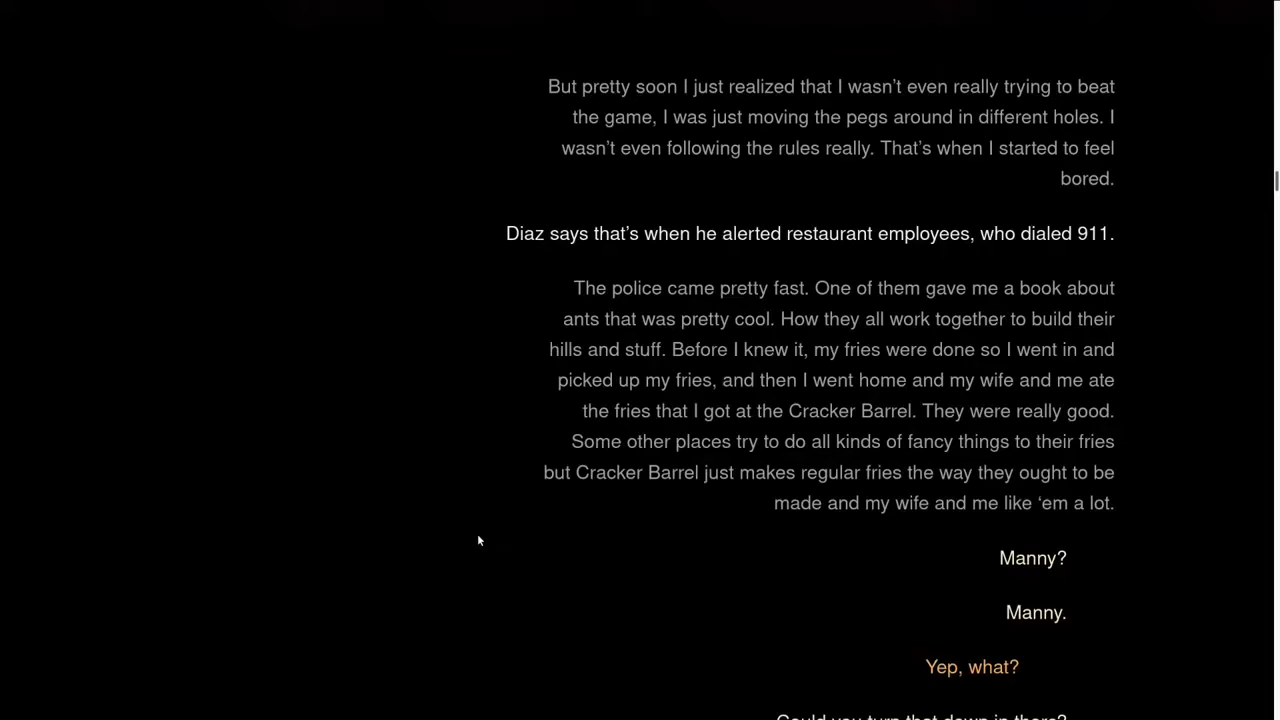 But pretty soon I just realized that I wasn’t even really trying to beat
the game, I was just moving the pegs around in different holes. I
wasn’t even following the rules really. That’s when I started to feel
bored.
Diaz says that’s when he alerted restaurant employees, who dialed 911.
The police came pretty fast. One of them gave me a book about
ants that was pretty cool. How they all work together to build their
hills and stuff. Before I knew it, my fries were done so I went in and
picked up my fries, and then I went home and my wife and me ate
the fries that I got at the Cracker Barrel. They were really good.
Some other places try to do all kinds of fancy things to their fries
but Cracker Barrel just makes regular fries the way they ought to be
made and my wife and me like ‘em a lot.
Manny?
Manny.
Yep, what?
Could you turn that down in there?